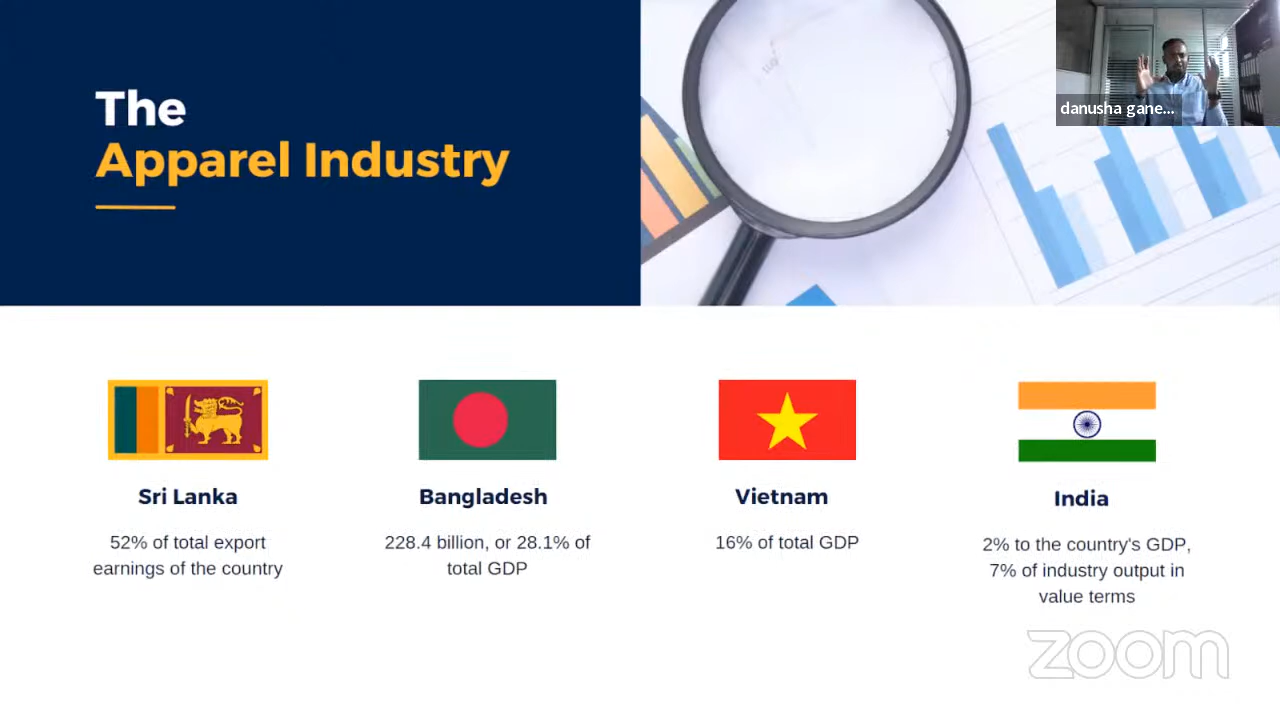 The
Apparel Industry
danusha gane...
Sri Lanka
52% of total export
earnings of the country
Bangladesh
228.4 billion, or 28.1% of
total GDP
Vietnam
16% of total GDP
India
2% to the country's GDP,
7% of industry output in
value terms
zoom